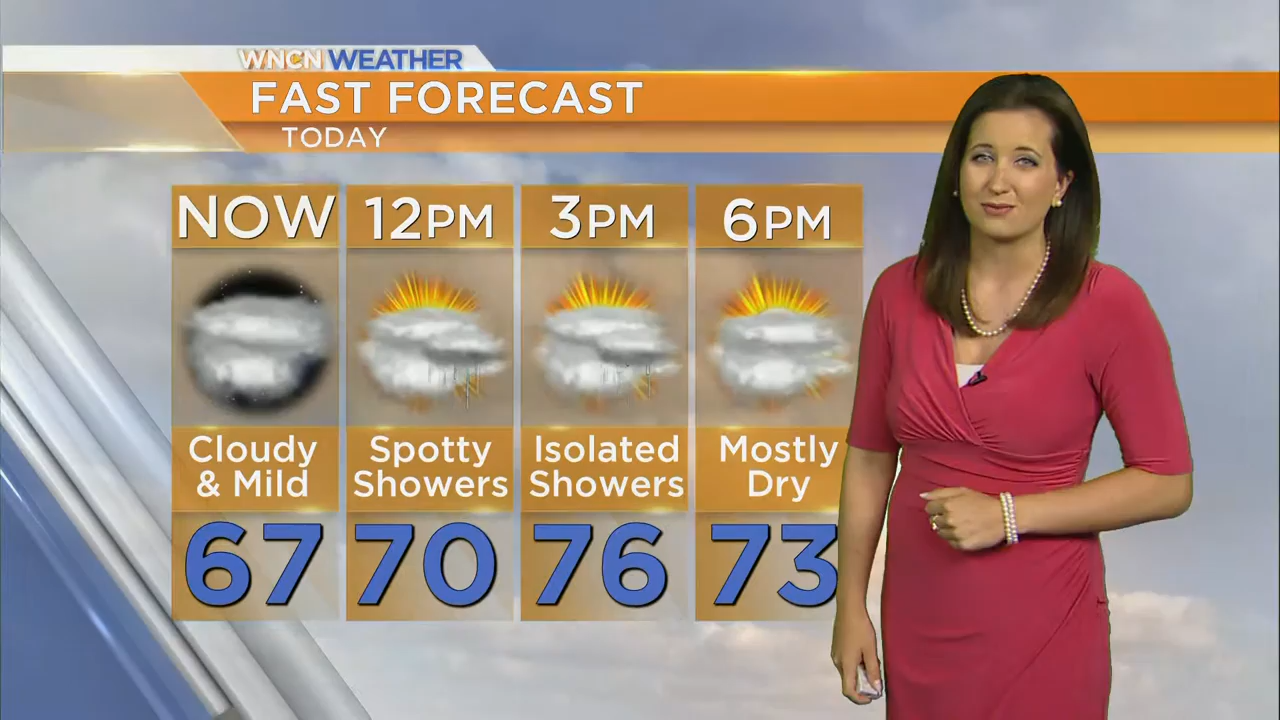 WNCN WEATHER
FAST FORECAST
TODAY
NOW
12PM
3PM
6PM
Cloudy
& Mild
Spotty
Showers
Isolated
Showers
Mostly
Dry
67
70
76
73